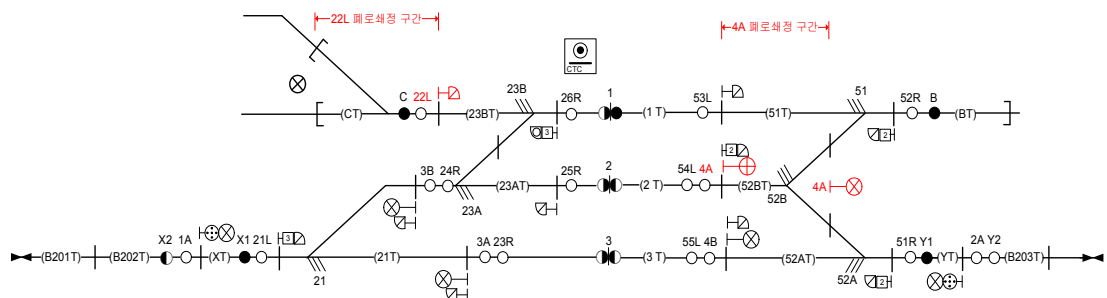 22L 폐로쇄정 구간
4A 폐로쇄정 구간
CTC
C 22L
23B
26R
1
53L
51
52R B
(CT)
(23BT)
(1 T)
(51T)
(BT)
3
2
2
3B 24R
25R
2
54L 4A
4A
(23AT)
(2 T)
(52BT)
23A
52B
X2 1A
X1 21L
3
3A 23R
3
55L 4B
51R Y1
2A Y2
(B201T)
(B202T)
(XT)
(21T)
(3 T)
(52AT)
(YT)
(B203T)
21
52A
2